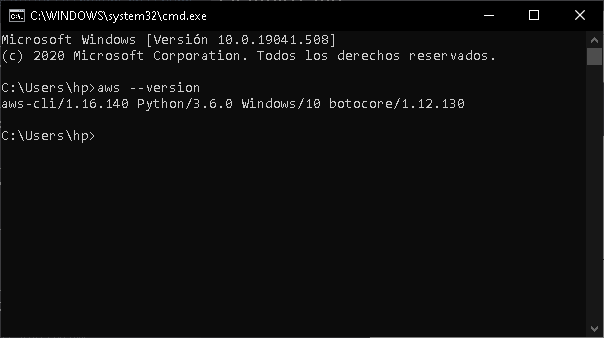 C:\WINDOWS\system32\cmd.exe
Microsoft Windows [Versión 10.0.19041.508]
(c) 2020 Microsoft Corporation. Todos los derechos reservados.
C:\Users\hp>aws --version
aws-cli/1.16.140 Python/3.6.0 Windows/10 botocore/1.12.130
C:\Users\hp>